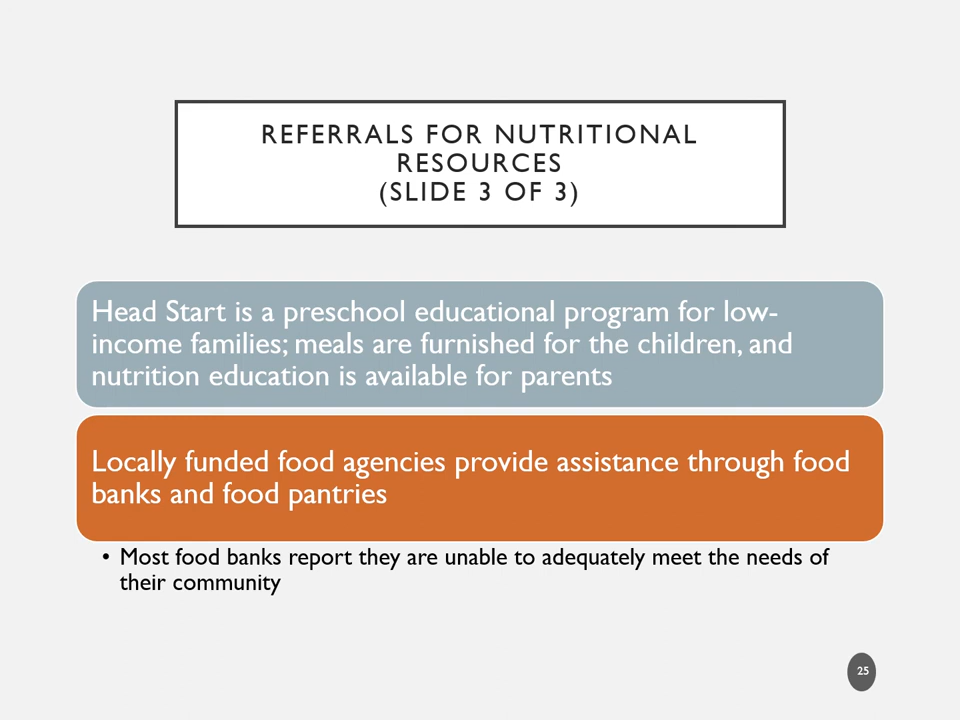 REFERRALS FOR NUTRITIONAL
RESOURCES
(SLIDE 3 OF 3)
Head Start is a preschool educational program for low-
income families; meals are furnished for the children, and
nutrition education is available for parents
Locally funded food agencies provide assistance through food
banks and food pantries
• Most food banks report they are unable to adequately meet the needs of
their community
25